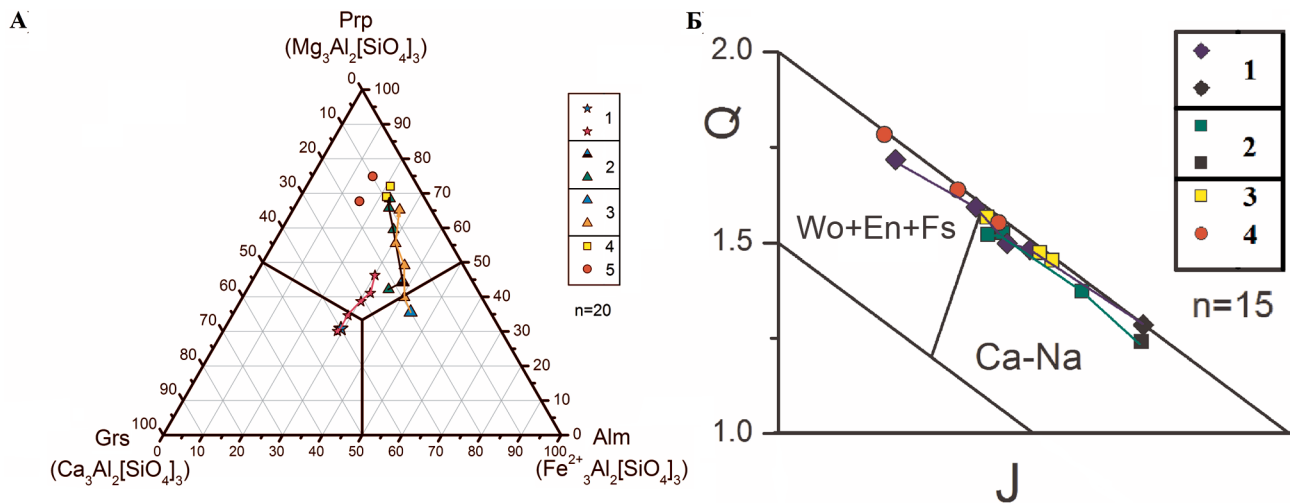 А
Prp
(Mg3Al2[SiO4]3)
0
100
10
90
20
80
30
70
40
60
50
50
60
40
70
30
80
20
90
10
100
0
Grs
Alm
0 10 20 30 40 50 60 70 80 90 100
(Ca3Al2[SiO4]3)
(Fe2+3Al2[SiO4]3)
1
2
3
4
5
n=20
Б
2.0
Q
1.5
1.0
Wo+En+Fs
Ca-Na
J
1
2
3
4
n=15